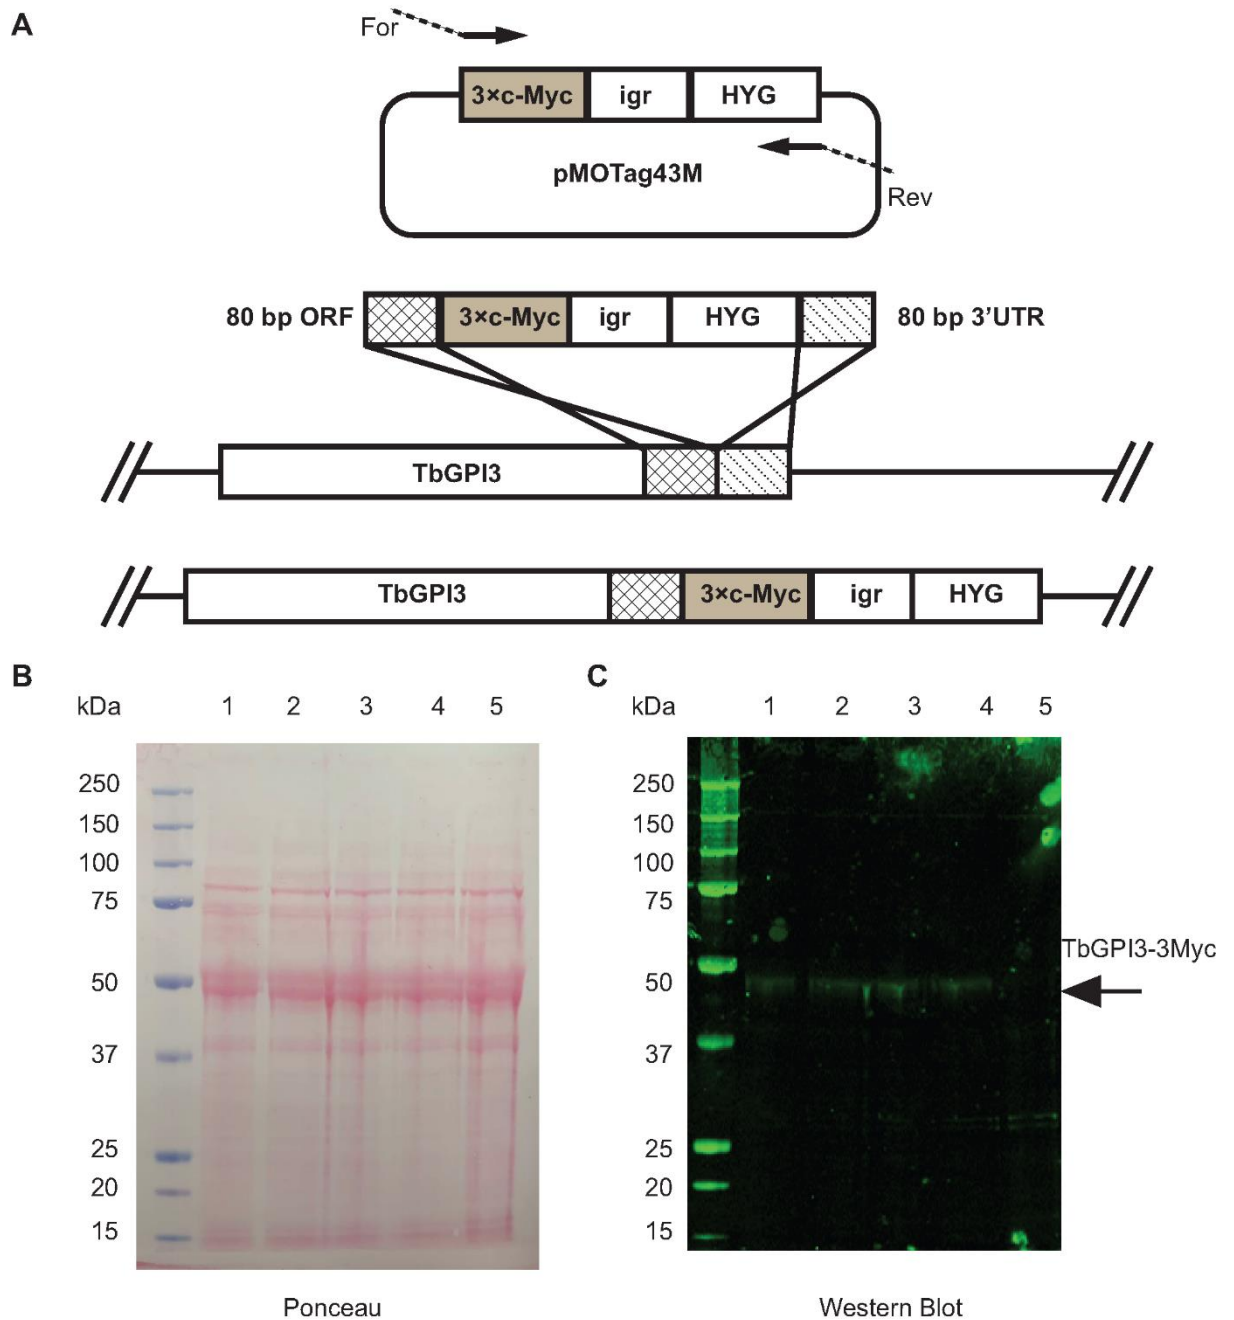 A
For
3×c-Myc igr HYG
pMOTag43M
Rev
80 bp ORF 3×c-Myc igr HYG 80 bp 3'UTR
TbGPI3
TbGPI3 3×c-Myc igr HYG
B
kDa 1 2 3 4 5
250
150
100
75
50
37
25
20
15
Ponceau
C
kDa 1 2 3 4 5
250
150
100
75
50
37
25
20
15
TbGPI3-3Myc
Western Blot